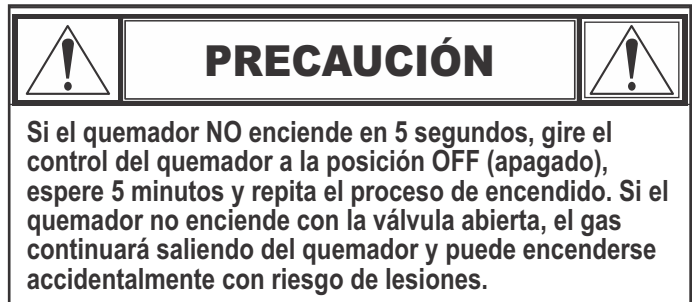 PRECAUCIÓN
Si el quemador NO enciende en 5 segundos, gire el
control del quemador a la posición OFF (apagado),
espere 5 minutos y repita el proceso de encendido. Si el
quemador no enciende con la válvula abierta, el gas
continuará saliendo del quemador y puede encenderse
accidentalmente con riesgo de lesiones.